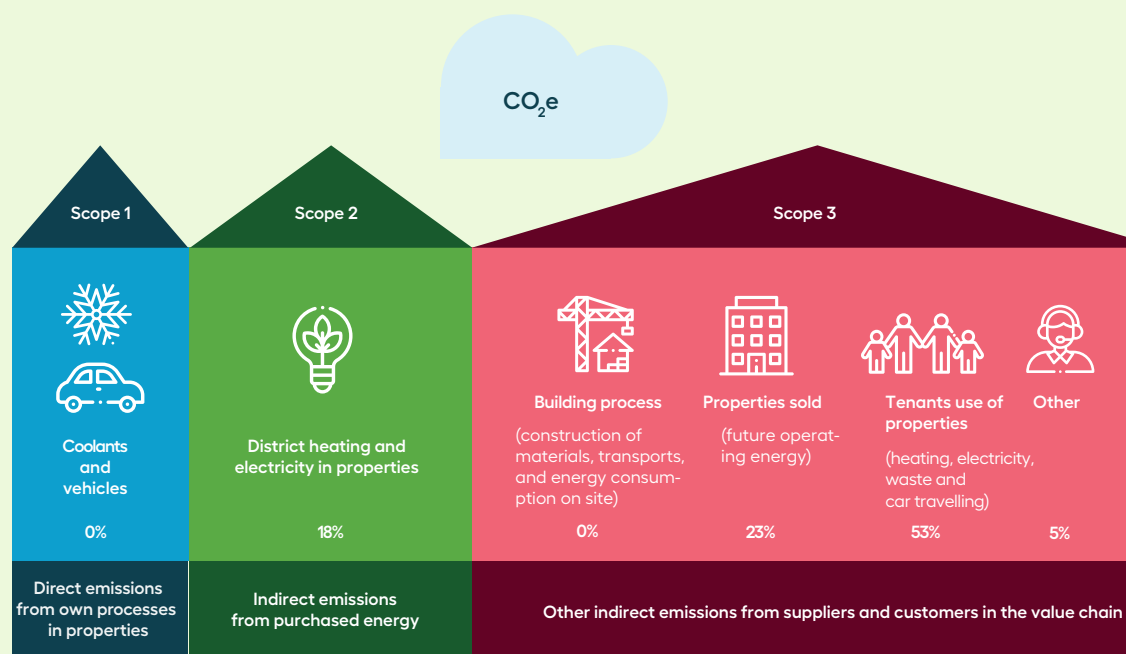 CO2e
Scope 1
Scope 2
Scope 3
Coolants
and
vehicles
0%
District heating and
electricity in properties
18%
Building process
(construction of
materials, transports,
and energy consum-
ption on site)
0%
Properties sold
(future operat-
ing energy)
23%
Tenants use of
properties
(heating, electricity,
waste and
car travelling)
53%
Other
5%
Direct emissions
from own processes
in properties
Indirect emissions
from purchased energy
Other indirect emissions from suppliers and customers in the value chain